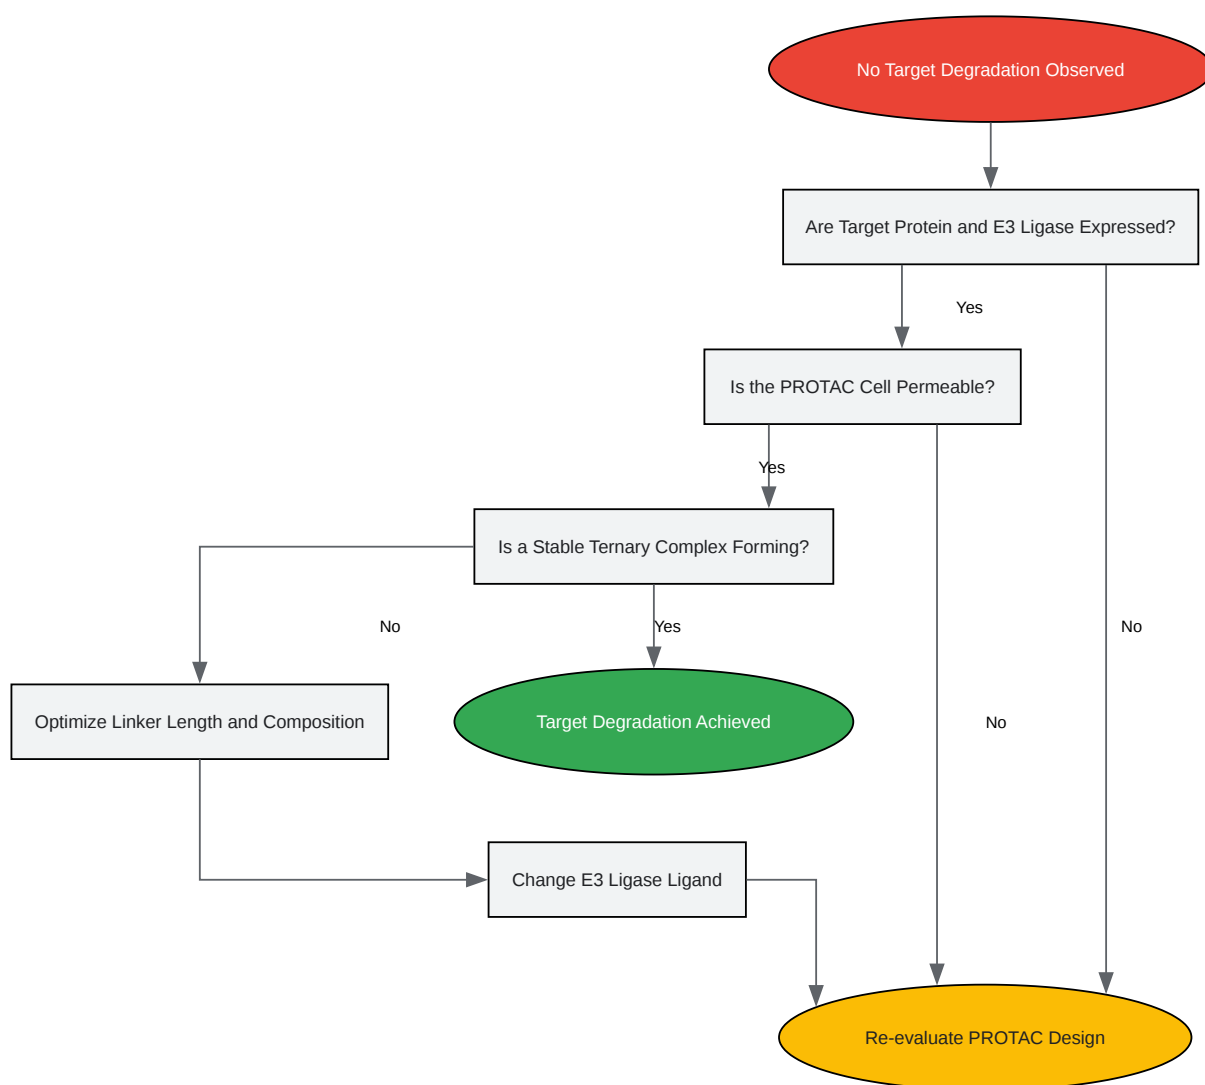 No Target Degradation Observed
Are Target Protein and E3 Ligase Expressed?
Yes
Is the PROTAC Cell Permeable?
Yes
Is a Stable Ternary Complex Forming?
No
Yes
No
Optimize Linker Length and Composition
Target Degradation Achieved
No
Change E3 Ligase Ligand
Re-evaluate PROTAC Design